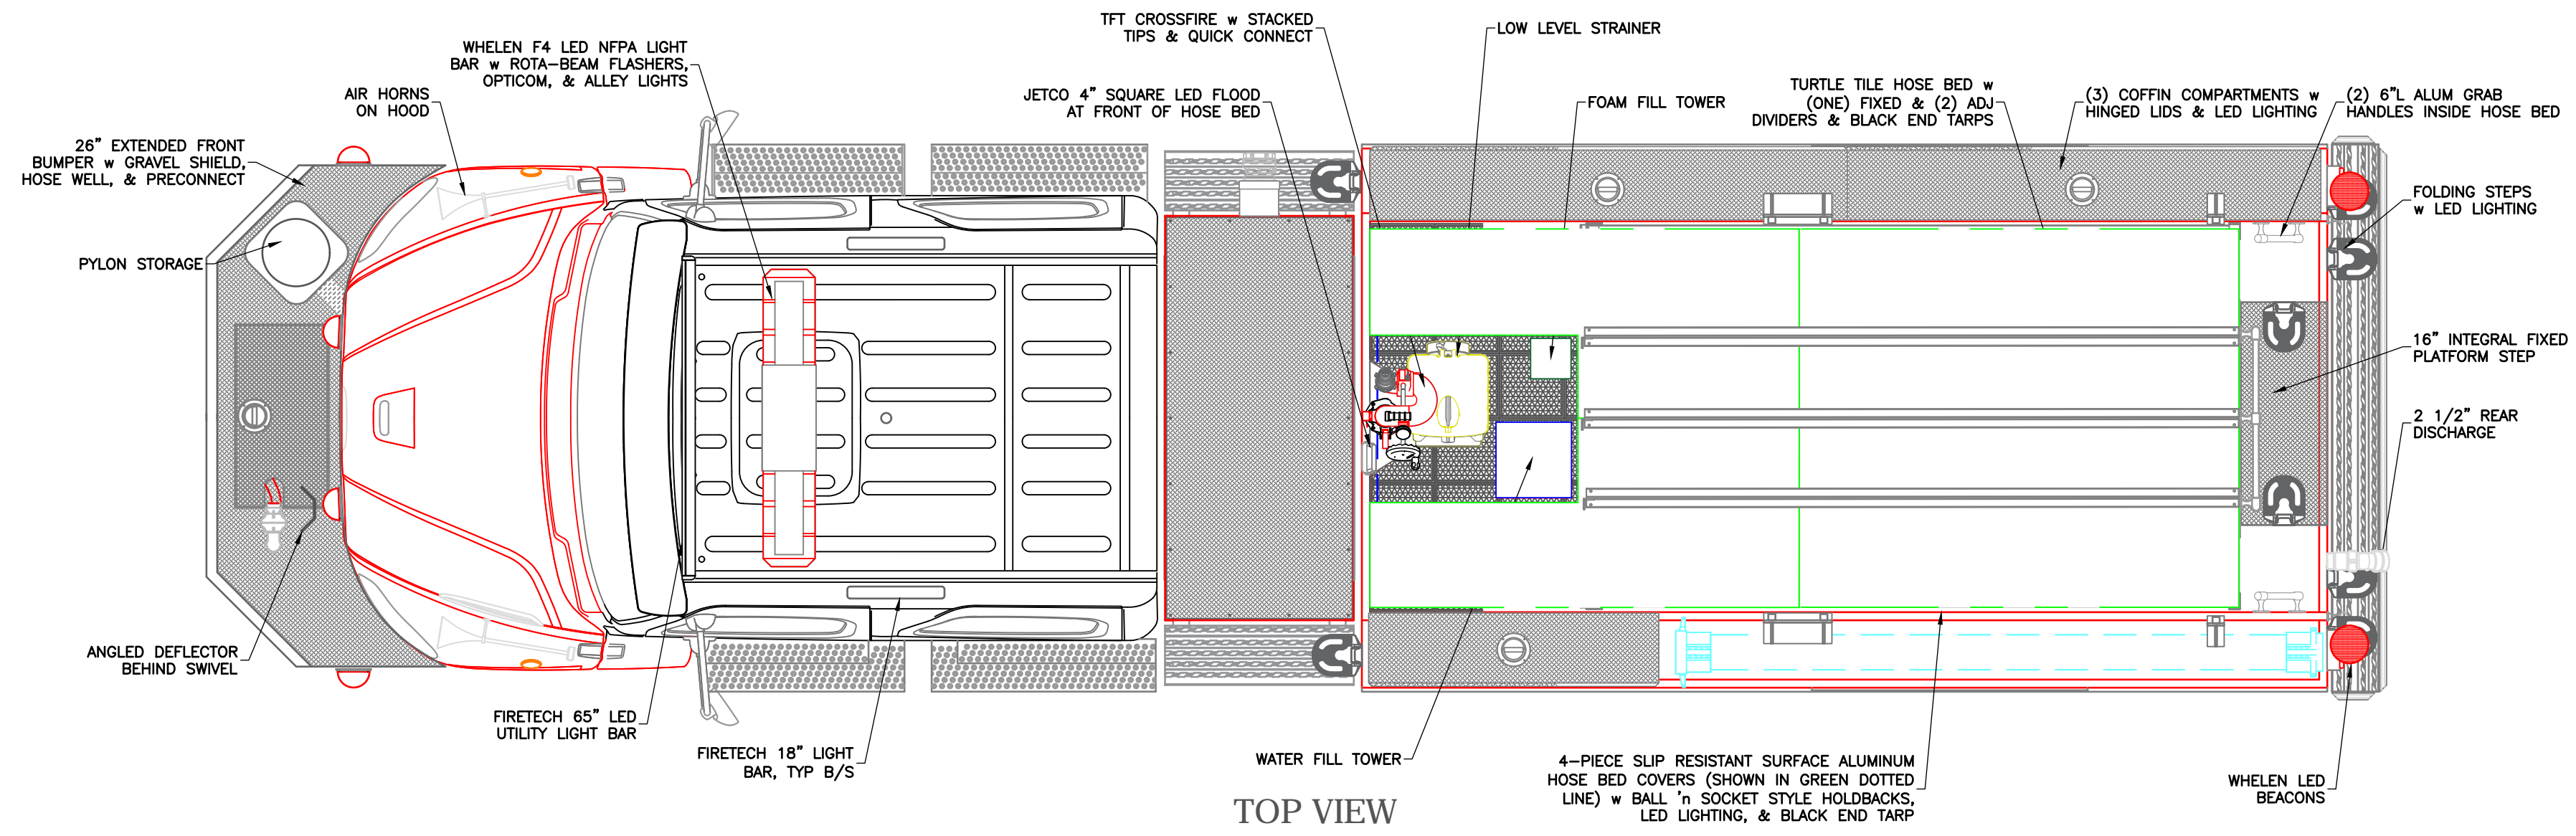 TFT CROSSFIRE w STACKED
TIPS & QUICK CONNECT
LOW LEVEL STRAINER
WHELEN F4 LED NFPA LIGHT
BAR w ROTA-BEAM FLASHERS,
OPTICOM, & ALLEY LIGHTS
AIR HORNS
ON HOOD
JETCO 4" SQUARE LED FLOOD
AT FRONT OF HOSE BED
FOAM FILL TOWER
TURTLE TILE HOSE BED w
(ONE) FIXED & (2) ADJ
DIVIDERS & BLACK END TARPS
(3) COFFIN COMPARTMENTS w
HINGED LIDS & LED LIGHTING
(2) 6"L ALUM GRAB
HANDLES INSIDE HOSE BED
26" EXTENDED FRONT
BUMPER w GRAVEL SHIELD,
HOSE WELL, & PRECONNECT
FOLDING STEPS
w LED LIGHTING
PYLON STORAGE
16" INTEGRAL FIXED
PLATFORM STEP
2 1/2" REAR
DISCHARGE
ANGLED DEFLECTOR
BEHIND SWIVEL
FIRETECH 65" LED
UTILITY LIGHT BAR
FIRETECH 18" LIGHT
BAR, TYP B/S
WATER FILL TOWER
4-PIECE SLIP RESISTANT SURFACE ALUMINUM
HOSE BED COVERS (SHOWN IN GREEN DOTTED
LINE) w BALL 'n SOCKET STYLE HOLDBACKS,
LED LIGHTING, & BLACK END TARP
WHELEN LED
BEACONS
TOP VIEW